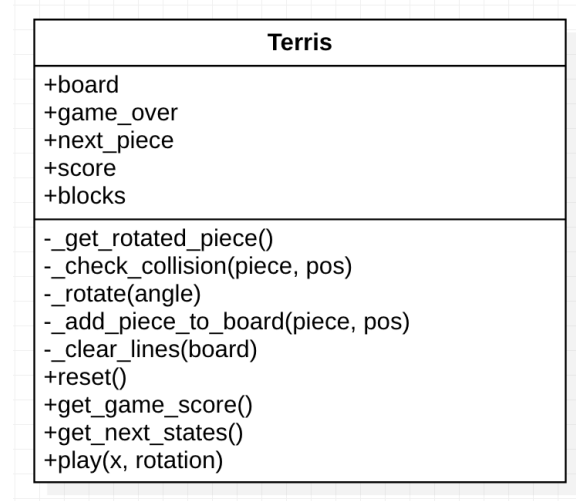 Terris
+board
+game_over
+next_piece
+score
+blocks
-_get_rotated_piece()
-_check_collision(piece, pos)
-_rotate(angle)
-_add_piece_to_board(piece, pos)
-_clear_lines(board)
+reset()
+get_game_score()
+get_next_states()
+play(x, rotation)